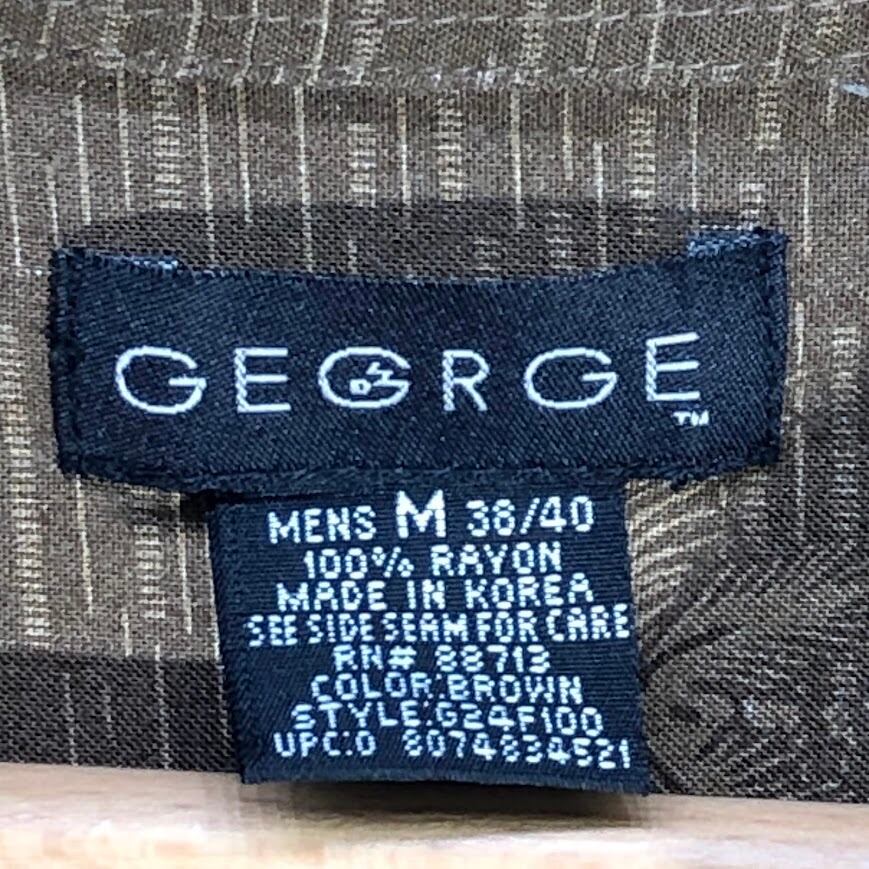 GEORGE
TM
MENS M 38/40
100% RAYON
MADE IN KOREA
SEE SIDE SEAM FOR CARE
RN# 88713
COLOR:BROWN
STYLE:G24F100
UPC:0 8074834521